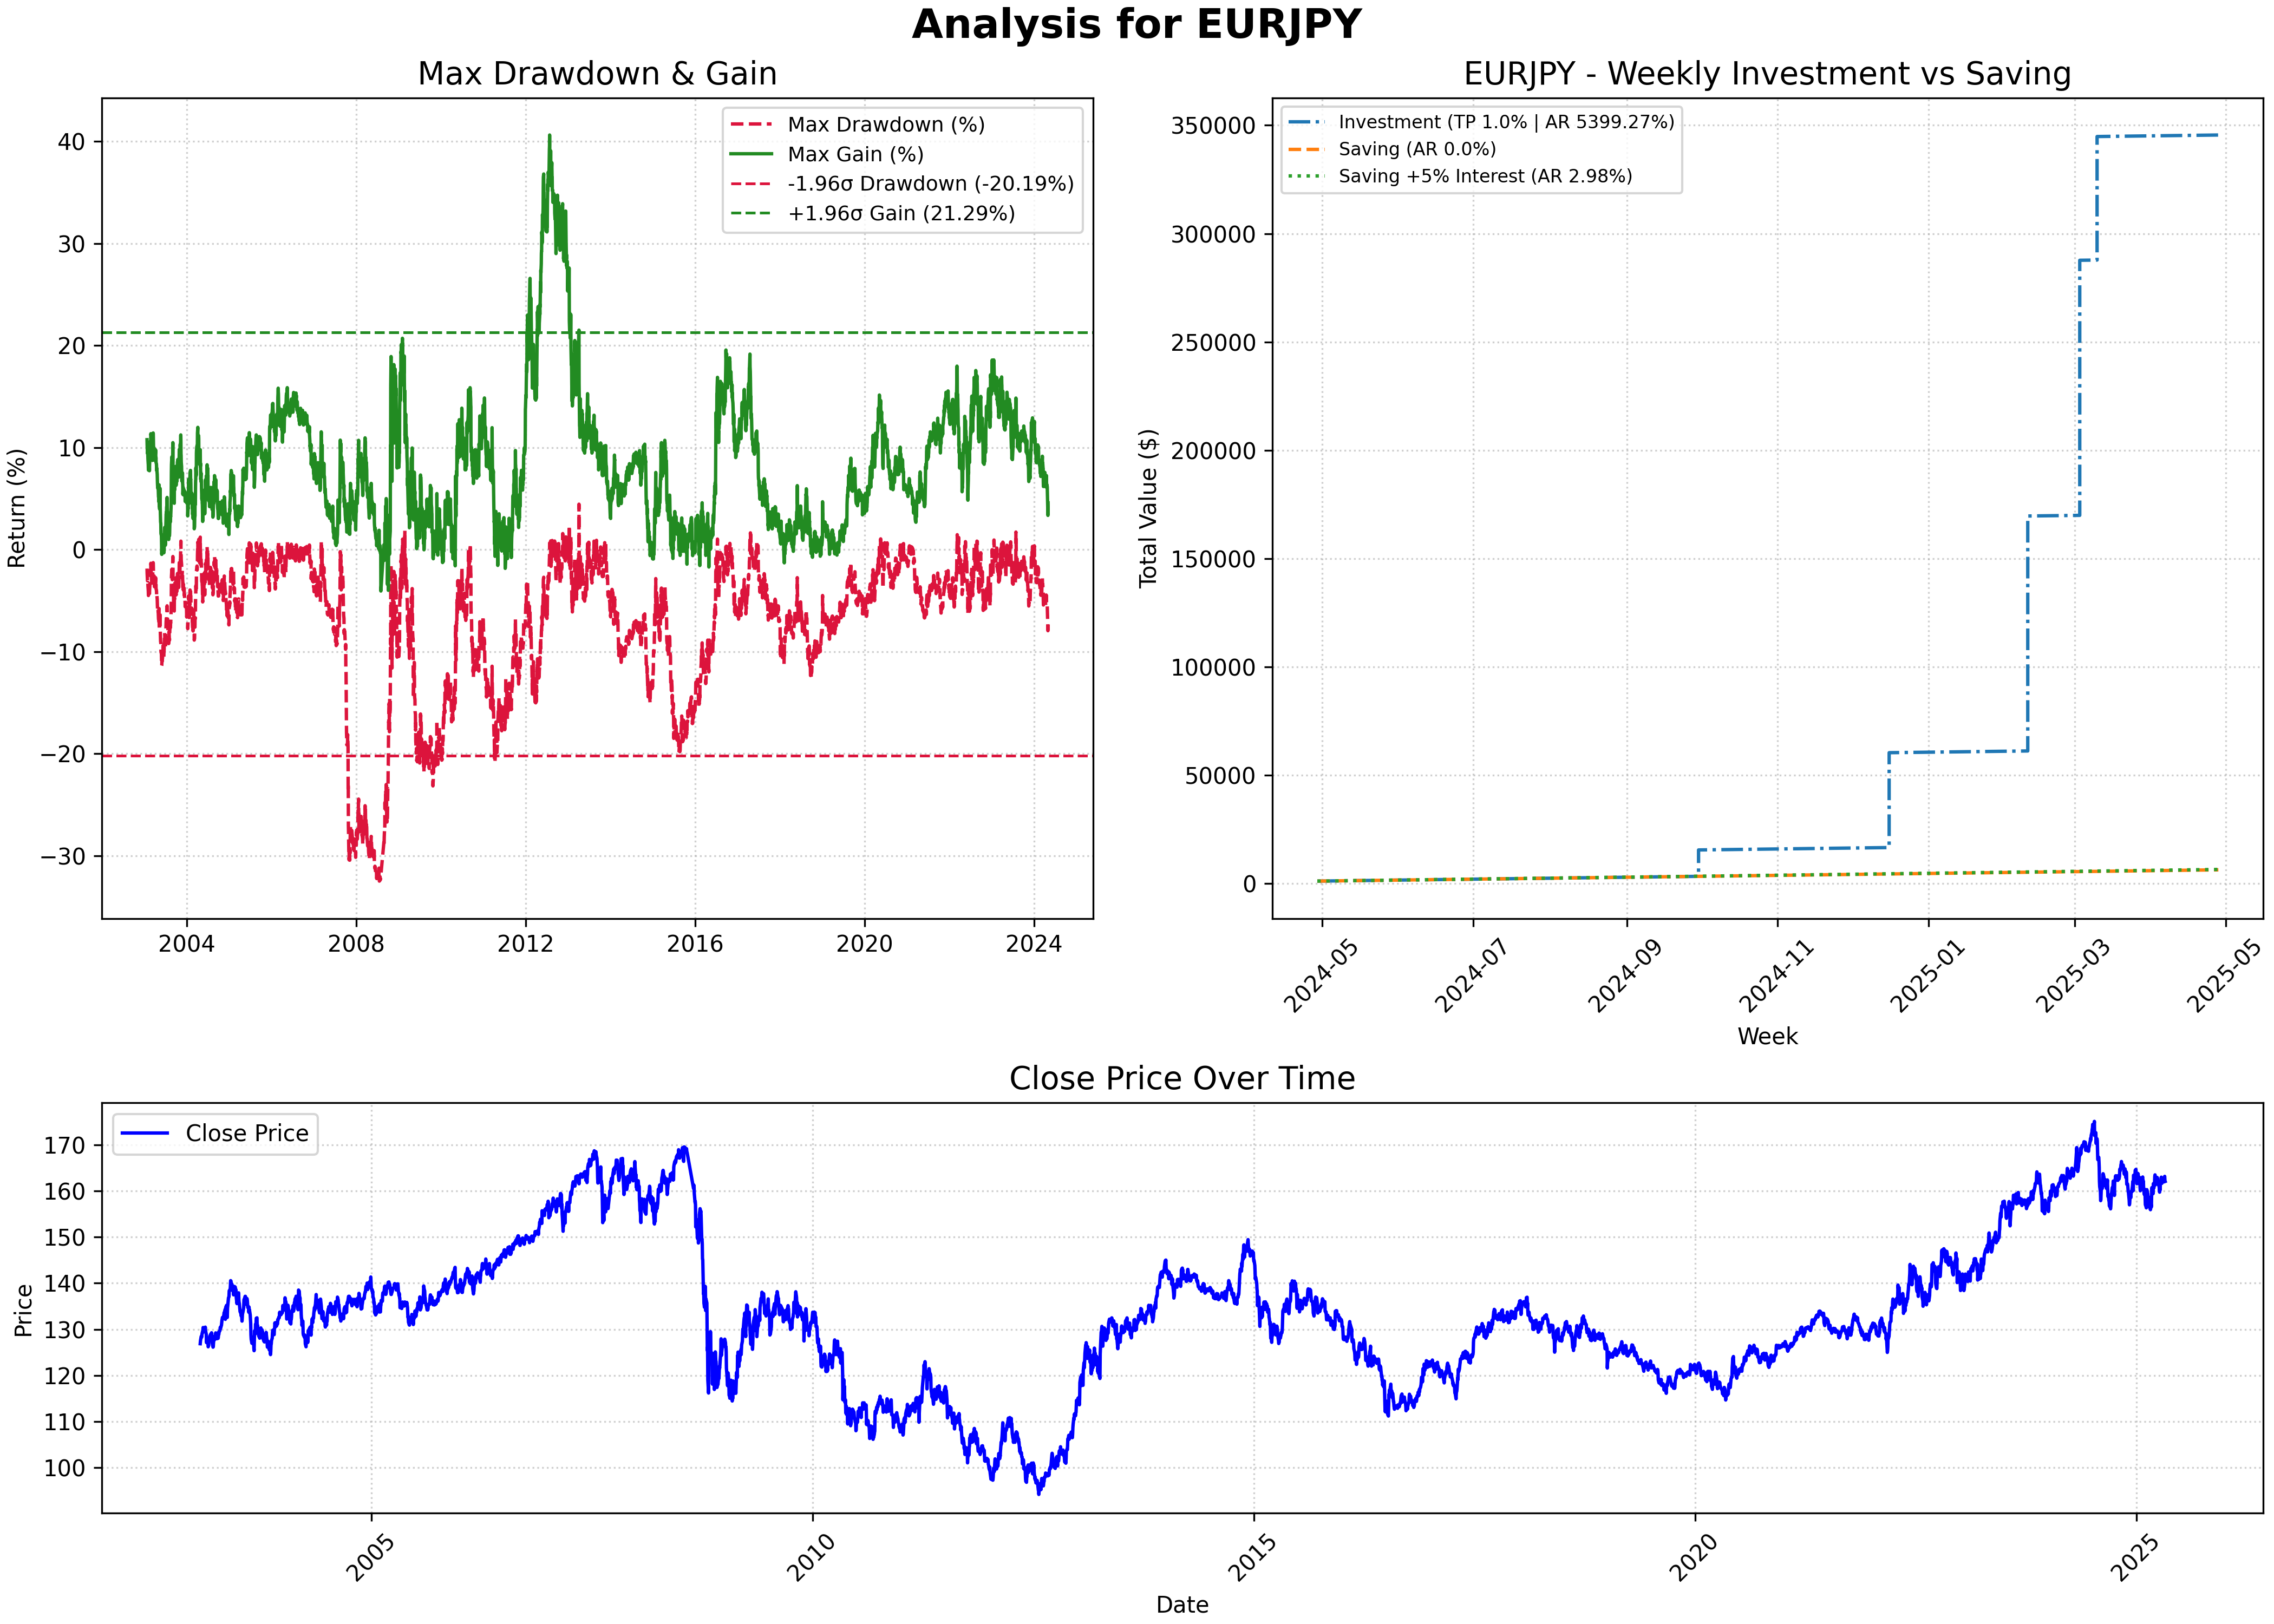 Analysis for EURJPY
Max Drawdown & Gain
Return (%)
40
30
20
10
0
−10
−20
−30
2004
2008
2012
2016
2020
2024
Max Drawdown (%)
Max Gain (%)
-1.96σ Drawdown (-20.19%)
+1.96σ Gain (21.29%)
EURJPY - Weekly Investment vs Saving
Total Value ($)
350000
300000
250000
200000
150000
100000
50000
0
2024-05
2024-07
2024-09
2024-11
2025-01
2025-03
2025-05
Week
Investment (TP 1.0% | AR 5399.27%)
Saving (AR 0.0%)
Saving +5% Interest (AR 2.98%)
Close Price Over Time
Price
170
160
150
140
130
120
110
100
2005
2010
2015
2020
2025
Date
Close Price